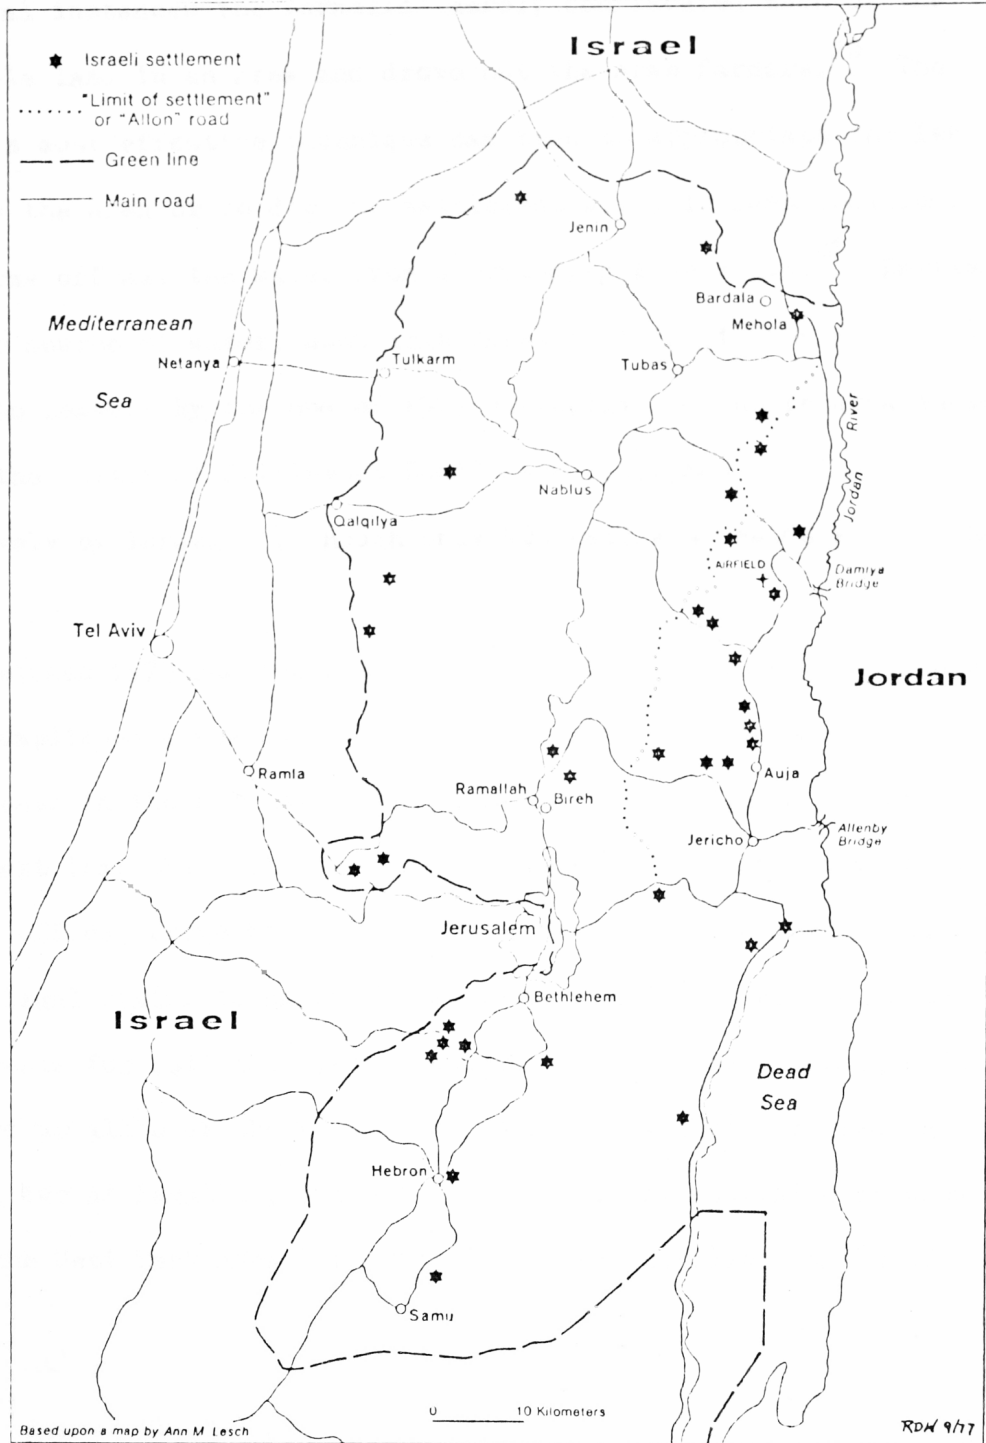 Israel
Israeli settlement
"Limit of settlement"
or "Allon" road
Green line
Main road
Jenin
Bardala
Mehola
Mediterranean
Sea
Netanya
Tulkarm
Tubas
River
Jordan
Nablus
Qalqilya
AIRFIELD
Damiya
Bridge
Tel Aviv
Jordan
Ramla
Auja
Ramallah
Bireh
Jericho
Allenby
Bridge
Jerusalem
Bethlehem
Israel
Dead
Sea
Hebron
Samu
0 10 Kilometers
Based upon a map by Ann M. Lesch
RDH 9/77